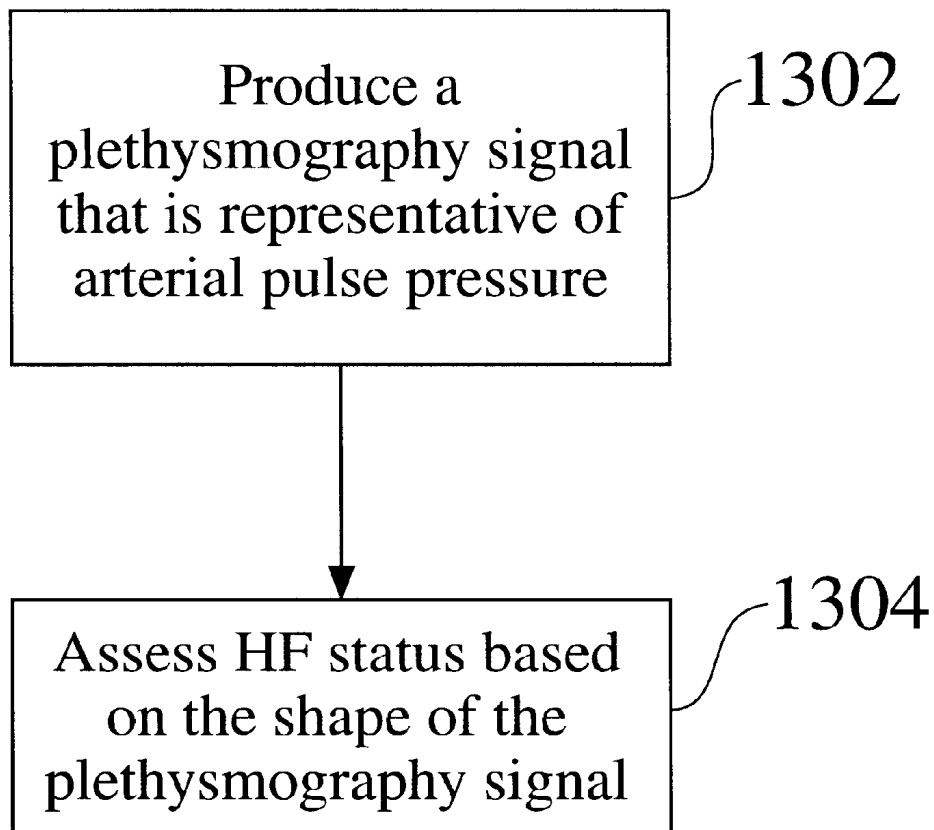 Produce a
plethysmography signal
that is representative of
arterial pulse pressure
1302
Assess HF status based
on the shape of the
plethysmography signal
1304